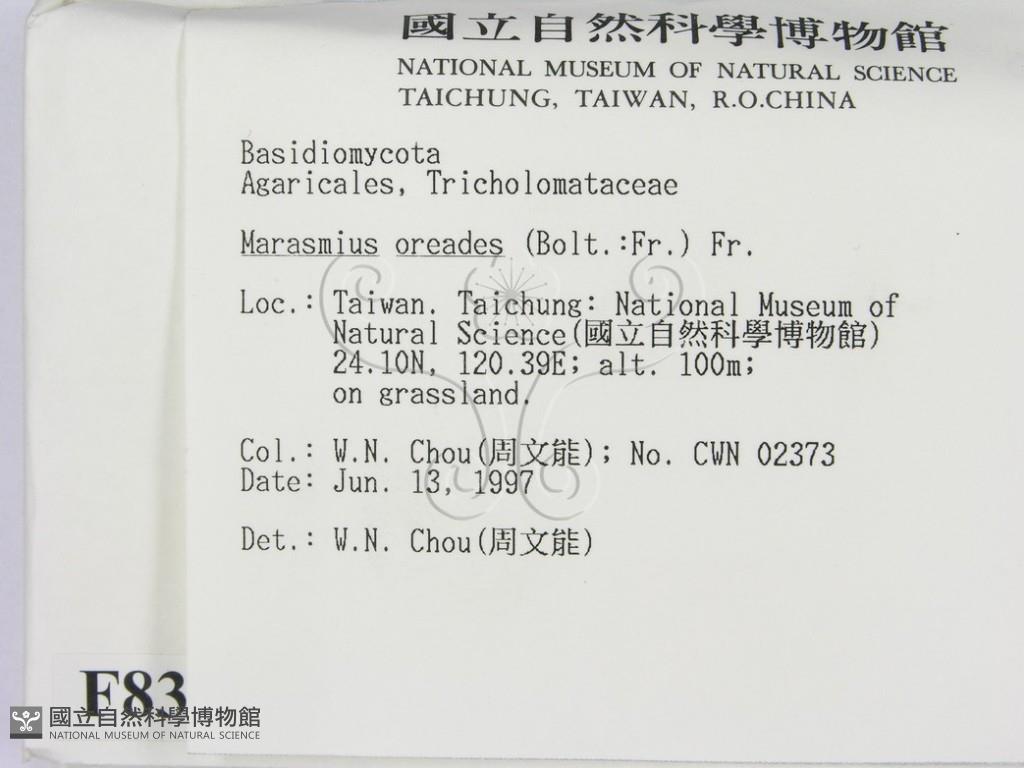 國立自然科學博物館
NATIONAL MUSEUM OF NATURAL SCIENCE
TAICHUNG, TAIWAN, R.O.CHINA
Basidiomycota
Agaricales, Tricholomataceae
Marasmius oreades (Bolt.:Fr.) Fr.
Loc.: Taiwan. Taichung: National Museum of
Natural Science(國立自然科學博物館)
24.10N, 120.39E; alt. 100m;
on grassland.
Col.: W.N. Chou(周文能); No. CWN 02373
Date: Jun. 13, 1997
Det.: W.N. Chou(周文能)
F83
國立自然科學博物館
NATIONAL MUSEUM OF NATURAL SCIENCE